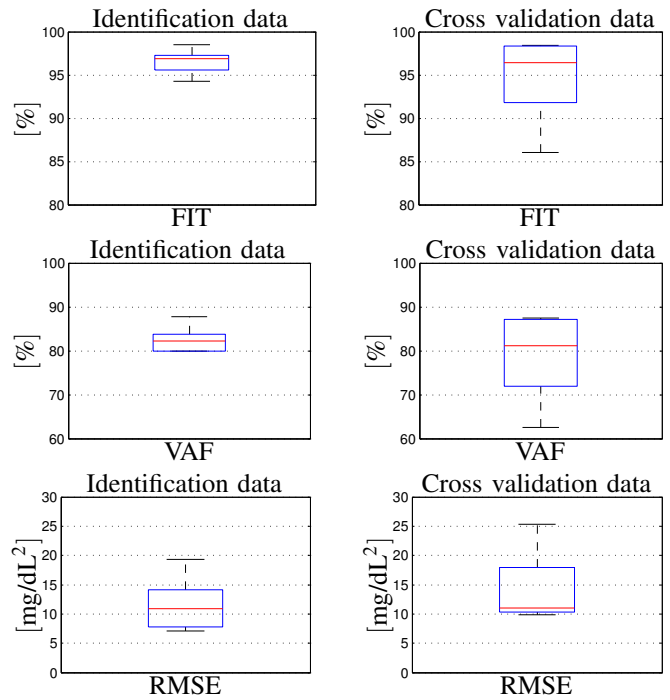 Identification data Cross validation data
100 100
95 95
90 90
85 85
80 80
[%] [%]
FIT FIT
Identification data Cross validation data
100 100
90 90
80 80
70 70
60 60
[%] [%]
VAF VAF
Identification data Cross validation data
30 30
25 25
20 20
15 15
10 10
5 5
0 0
[mg/dL²] [mg/dL²]
RMSE RMSE